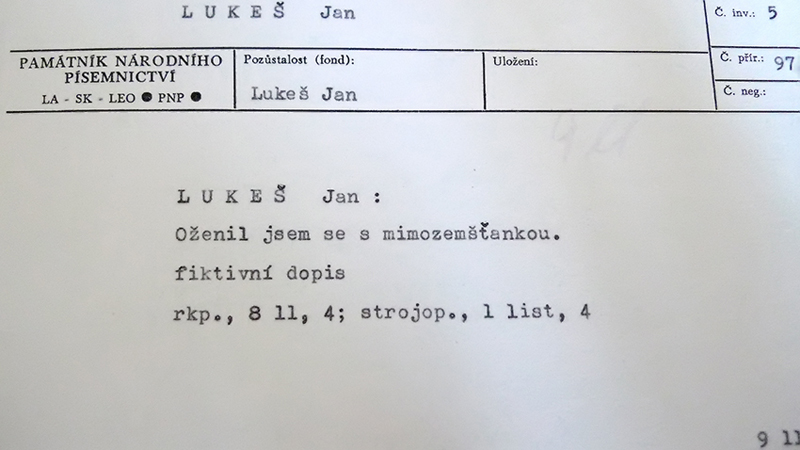 LUKEŠ Jan
Č. inv.: 5
PAMÁTNÍK NÁRODNÍHO
PÍSEMNICTVÍ
LA - SK - LEO ● PNP ●
Pozůstalost (fond):
Lukeš Jan
Uložení:
Č. přír.: 97
Č. neg.:
LUKEŠ Jan :
Oženil jsem se s mimozemšťankou.
fiktivní dopis
rkp., 8 ll, 4; strojop., l list, 4
9 ll